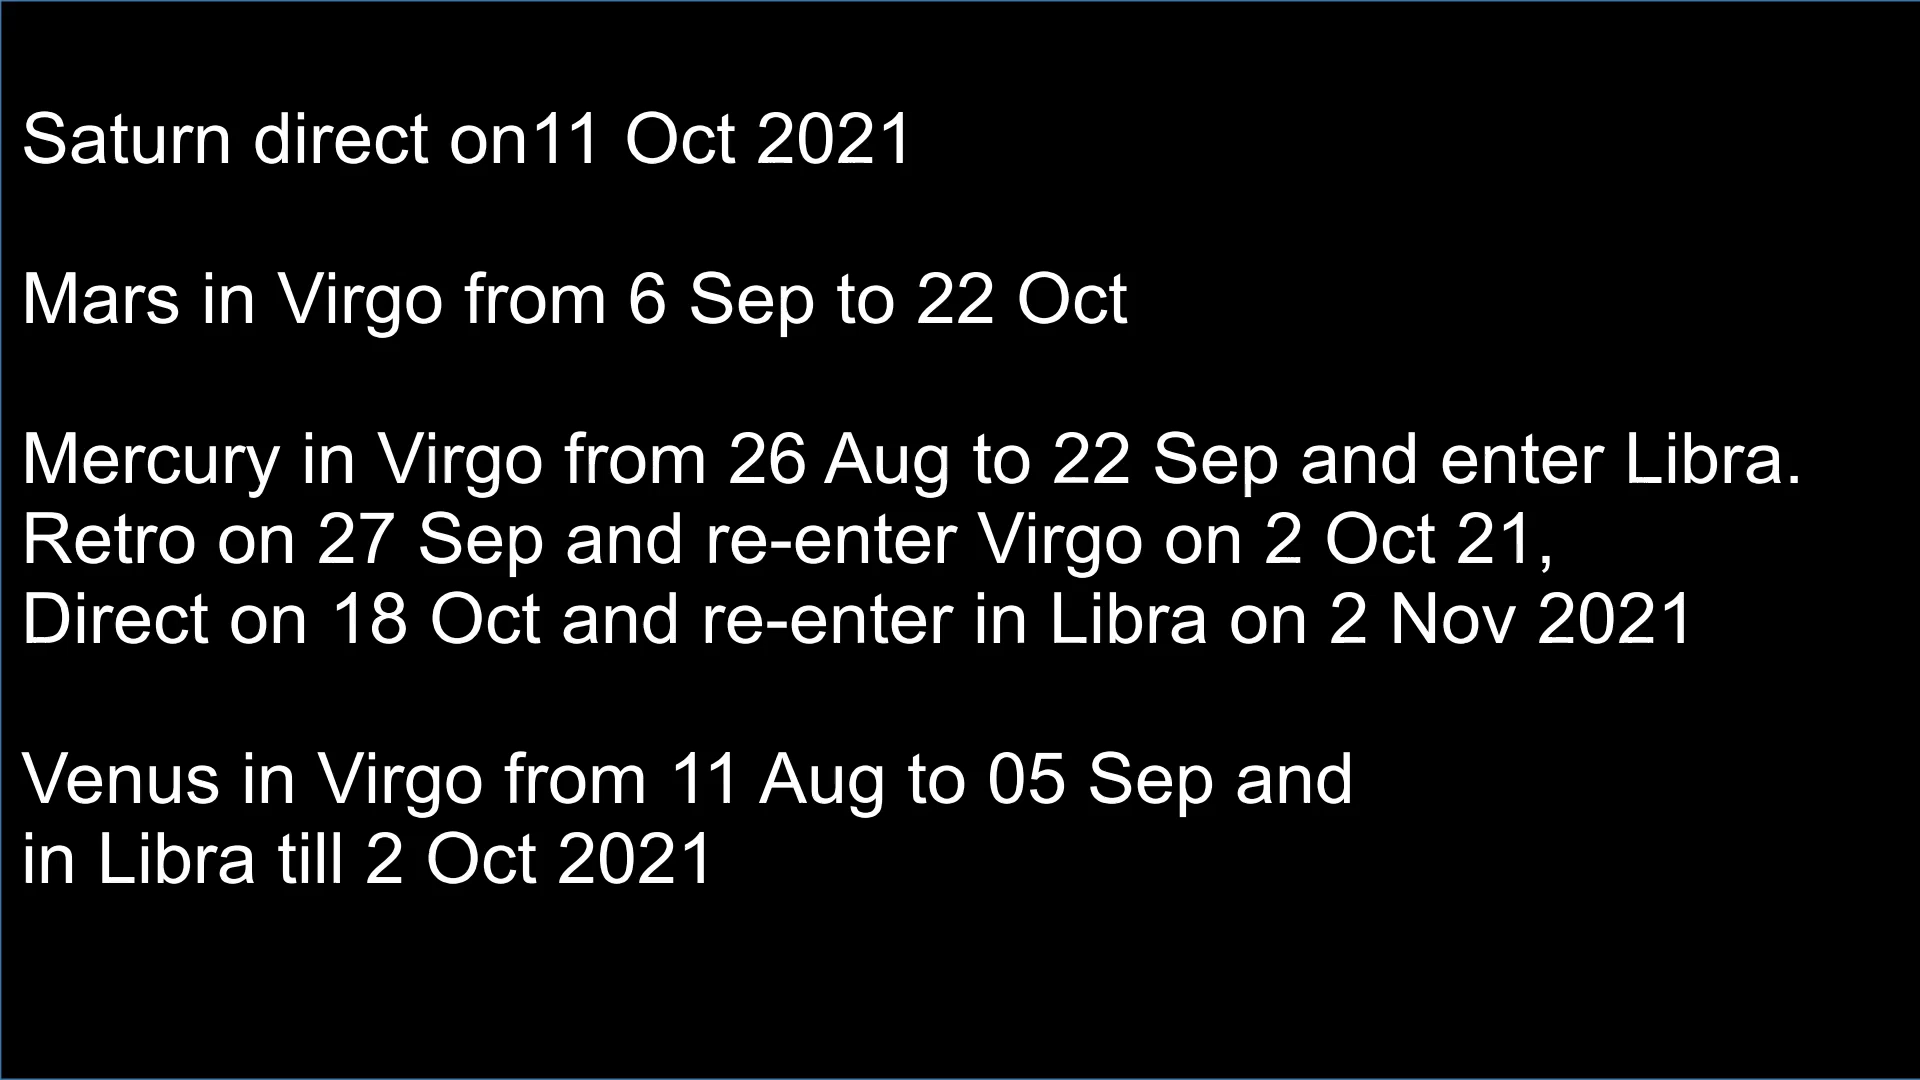 Saturn direct on11 Oct 2021
Mars in Virgo from 6 Sep to 22 Oct
Mercury in Virgo from 26 Aug to 22 Sep and enter Libra.
Retro on 27 Sep and re-enter Virgo on 2 Oct 21,
Direct on 18 Oct and re-enter in Libra on 2 Nov 2021
Venus in Virgo from 11 Aug to 05 Sep and
in Libra till 2 Oct 2021